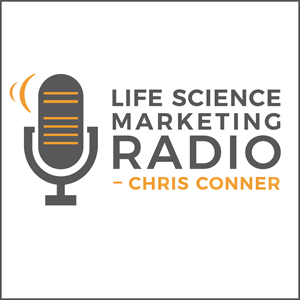 LIFE SCIENCE
MARKETING
RADIO
– CHRIS CONNER